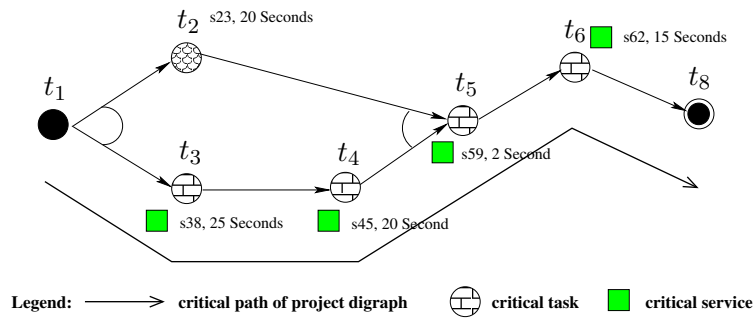 t6
s62, 15 Seconds
t2
s23, 20 Seconds
t8
t1
t5
t3
t4
s59, 2 Second
s38, 25 Seconds
s45, 20 Second
Legend: critical path of project digraph critical task critical service